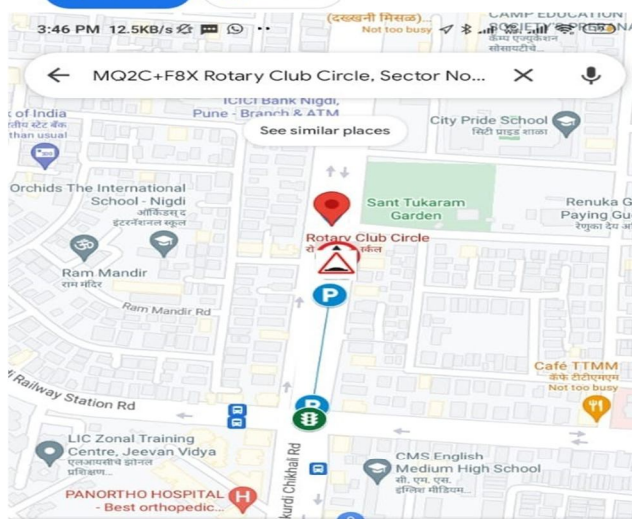 (दख्खनी मिसळ)...
CAMP EDUCATION
3:46 PM 12.5KB/s
Not too busy
कॅम्प एज्युकेशन
सोसायटीचे...
MQ2C+F8X Rotary Club Circle, Sector No...
ICICI Bank Nigdi,
Pune - Branch & ATM
k of India
than usual
See similar places
City Pride School
सिटी प्राइड शाळा
Orchids The International
School - Nigdi
ऑर्किड्स द
इंटरनॅशनल स्कूल
Sant Tukaram
Garden
Renuka G
Paying Gu
Rotary Club Circle
Ram Mandir
राम मंदिर
Ram Mandir Rd
P
Café TTMM
कॅफे टीटीएमएम
Not too busy
Railway Station Rd
LIC Zonal Training
Centre, Jeevan Vidya
एलआयसीचे झोनल
प्रशिक्षण...
CMS English
Medium High School
सी. एम. एस.
इंग्लिश मीडियम...
PANORTHO HOSPITAL
- Best orthopedic...
H
kurdi Chikhali Rd